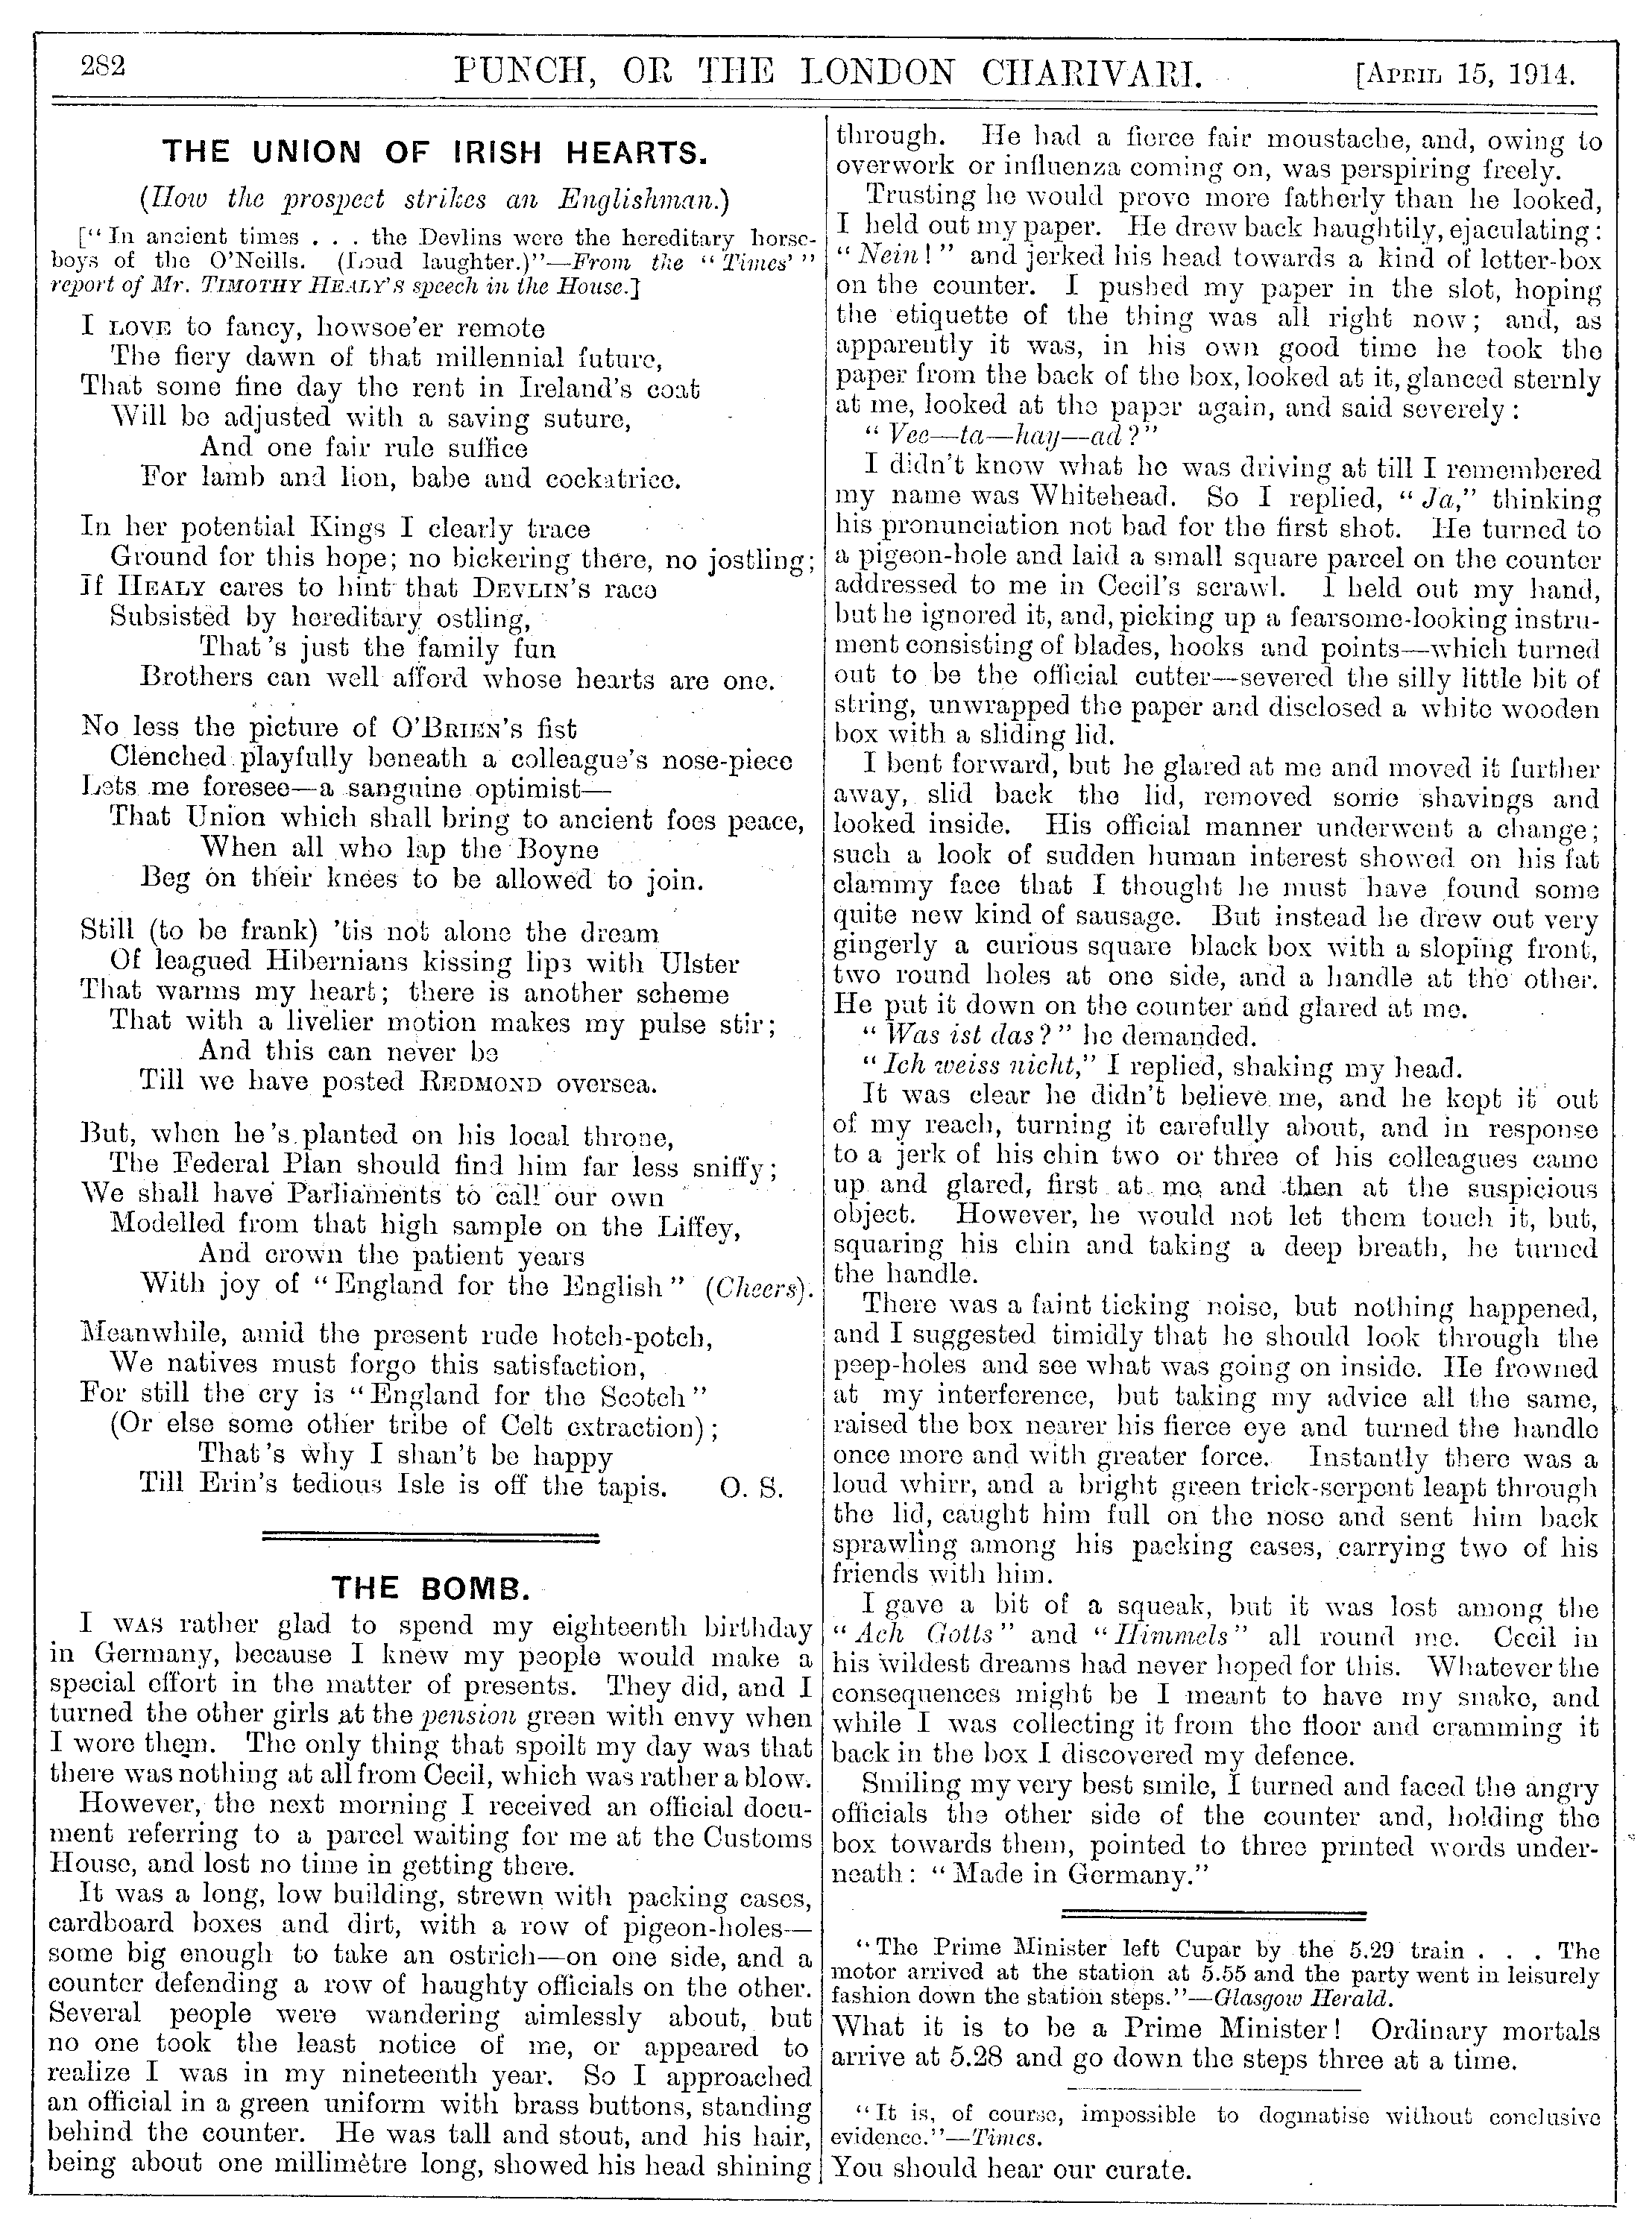 282
PUNCH, OR THE LONDON CHARIVARI.
[APRIL 15, 1914.
THE UNION OF IRISH HEARTS.
(How the prospect strikes an Englishman.)
["In ancient times . . . the Devlins were the hereditary horse-
boys of the O'Neills. (Loud laughter.)"—From the "Times'"
report of Mr. TIMOTHY HEALY'S speech in the House.]
I LOVE to fancy, howsoe'er remote
The fiery dawn of that millennial future,
That some fine day the rent in Ireland's coat
Will be adjusted with a saving suture,
And one fair rule suffice
For lamb and lion, babe and cockatrice.
In her potential Kings I clearly trace
Ground for this hope; no bickering there, no jostling;
If HEALY cares to hint that DEVLIN'S race
Subsisted by hereditary ostling,
That's just the family fun
Brothers can well afford whose hearts are one.
No less the picture of O'BRIEN'S fist
Clenched playfully beneath a colleague's nose-piece
Lets me foresee—a sanguine optimist—
That Union which shall bring to ancient foes peace,
When all who lap the Boyne
Beg on their knees to be allowed to join.
Still (to be frank) 'tis not alone the dream
Of leagued Hibernians kissing lips with Ulster
That warms my heart; there is another scheme
That with a livelier motion makes my pulse stir;
And this can never be
Till we have posted REDMOND oversea.
But, when he's planted on his local throne,
The Federal Plan should find him far less sniffy;
We shall have Parliaments to call our own
Modelled from that high sample on the Liffey,
And crown the patient years
With joy of "England for the English" (Cheers).
Meanwhile, amid the present rude hotch-potch,
We natives must forgo this satisfaction,
For still the cry is "England for the Scotch"
(Or else some other tribe of Celt extraction);
That's why I shan't be happy
Till Erin's tedious Isle is off the tapis. O. S.
THE BOMB.
I WAS rather glad to spend my eighteenth birthday
in Germany, because I knew my people would make a
special effort in the matter of presents. They did, and I
turned the other girls at the pension green with envy when
I wore them. The only thing that spoilt my day was that
there was nothing at all from Cecil, which was rather a blow.
However, the next morning I received an official docu-
ment referring to a parcel waiting for me at the Customs
House, and lost no time in getting there.
It was a long, low building, strewn with packing cases,
cardboard boxes and dirt, with a row of pigeon-holes—
some big enough to take an ostrich—on one side, and a
counter defending a row of haughty officials on the other.
Several people were wandering aimlessly about, but
no one took the least notice of me, or appeared to
realize I was in my nineteenth year. So I approached
an official in a green uniform with brass buttons, standing
behind the counter. He was tall and stout, and his hair,
being about one millimètre long, showed his head shining
through. He had a fierce fair moustache, and, owing to
overwork or influenza coming on, was perspiring freely.
Trusting he would prove more fatherly than he looked,
I held out my paper. He drew back haughtily, ejaculating:
"Nein!" and jerked his head towards a kind of letter-box
on the counter. I pushed my paper in the slot, hoping
the etiquette of the thing was all right now; and, as
apparently it was, in his own good time he took the
paper from the back of the box, looked at it, glanced sternly
at me, looked at the paper again, and said severely:
"Vee—ta—hay—ad?"
I didn't know what he was driving at till I remembered
my name was Whitehead. So I replied, "Ja," thinking
his pronunciation not bad for the first shot. He turned to
a pigeon-hole and laid a small square parcel on the counter
addressed to me in Cecil's scrawl. I held out my hand,
but he ignored it, and, picking up a fearsome-looking instru-
ment consisting of blades, hooks and points—which turned
out to be the official cutter—severed the silly little bit of
string, unwrapped the paper and disclosed a white wooden
box with a sliding lid.
I bent forward, but he glared at me and moved it further
away, slid back the lid, removed some shavings and
looked inside. His official manner underwent a change;
such a look of sudden human interest showed on his fat
clammy face that I thought he must have found some
quite new kind of sausage. But instead he drew out very
gingerly a curious square black box with a sloping front,
two round holes at one side, and a handle at the other.
He put it down on the counter and glared at me.
"Was ist das?" he demanded.
"Ich weiss nicht," I replied, shaking my head.
It was clear he didn't believe me, and he kept it out
of my reach, turning it carefully about, and in response
to a jerk of his chin two or three of his colleagues came
up and glared, first at me and then at the suspicious
object. However, he would not let them touch it, but,
squaring his chin and taking a deep breath, he turned
the handle.
There was a faint ticking noise, but nothing happened,
and I suggested timidly that he should look through the
peep-holes and see what was going on inside. He frowned
at my interference, but taking my advice all the same,
raised the box nearer his fierce eye and turned the handle
once more and with greater force. Instantly there was a
loud whirr, and a bright green trick-serpent leapt through
the lid, caught him full on the nose and sent him back
sprawling among his packing cases, carrying two of his
friends with him.
I gave a bit of a squeak, but it was lost among the
"Ach Gotts" and "Himmels" all round me. Cecil in
his wildest dreams had never hoped for this. Whatever the
consequences might be I meant to have my snake, and
while I was collecting it from the floor and cramming it
back in the box I discovered my defence.
Smiling my very best smile, I turned and faced the angry
officials the other side of the counter and, holding the
box towards them, pointed to three printed words under-
neath: "Made in Germany."
"The Prime Minister left Cupar by the 5.29 train . . . The
motor arrived at the station at 5.55 and the party went in leisurely
fashion down the station steps."—Glasgow Herald.
What it is to be a Prime Minister! Ordinary mortals
arrive at 5.28 and go down the steps three at a time.
"It is, of course, impossible to dogmatise without conclusive
evidence."—Times.
You should hear our curate.